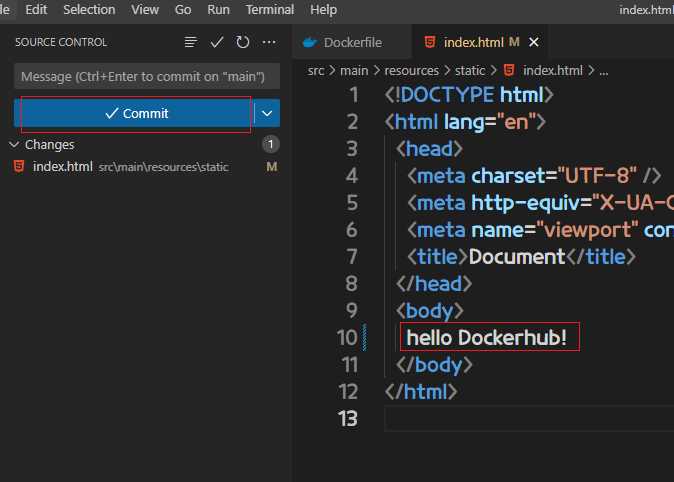 le Edit Selection View Go Run Terminal Help index.html
SOURCE CONTROL
Dockerfile index.html M
Message (Ctrl+Enter to commit on "main")
src > main > resources > static > index.html > ...
Commit
Changes 1
index.html src\main\resources\static M
1 <!DOCTYPE html>
2 <html lang="en">
3 <head>
4 <meta charset="UTF-8" />
5 <meta http-equiv="X-UA-C
6 <meta name="viewport" con
7 <title>Document</title>
8 </head>
9 <body>
10 hello Dockerhub!
11 </body>
12 </html>
13